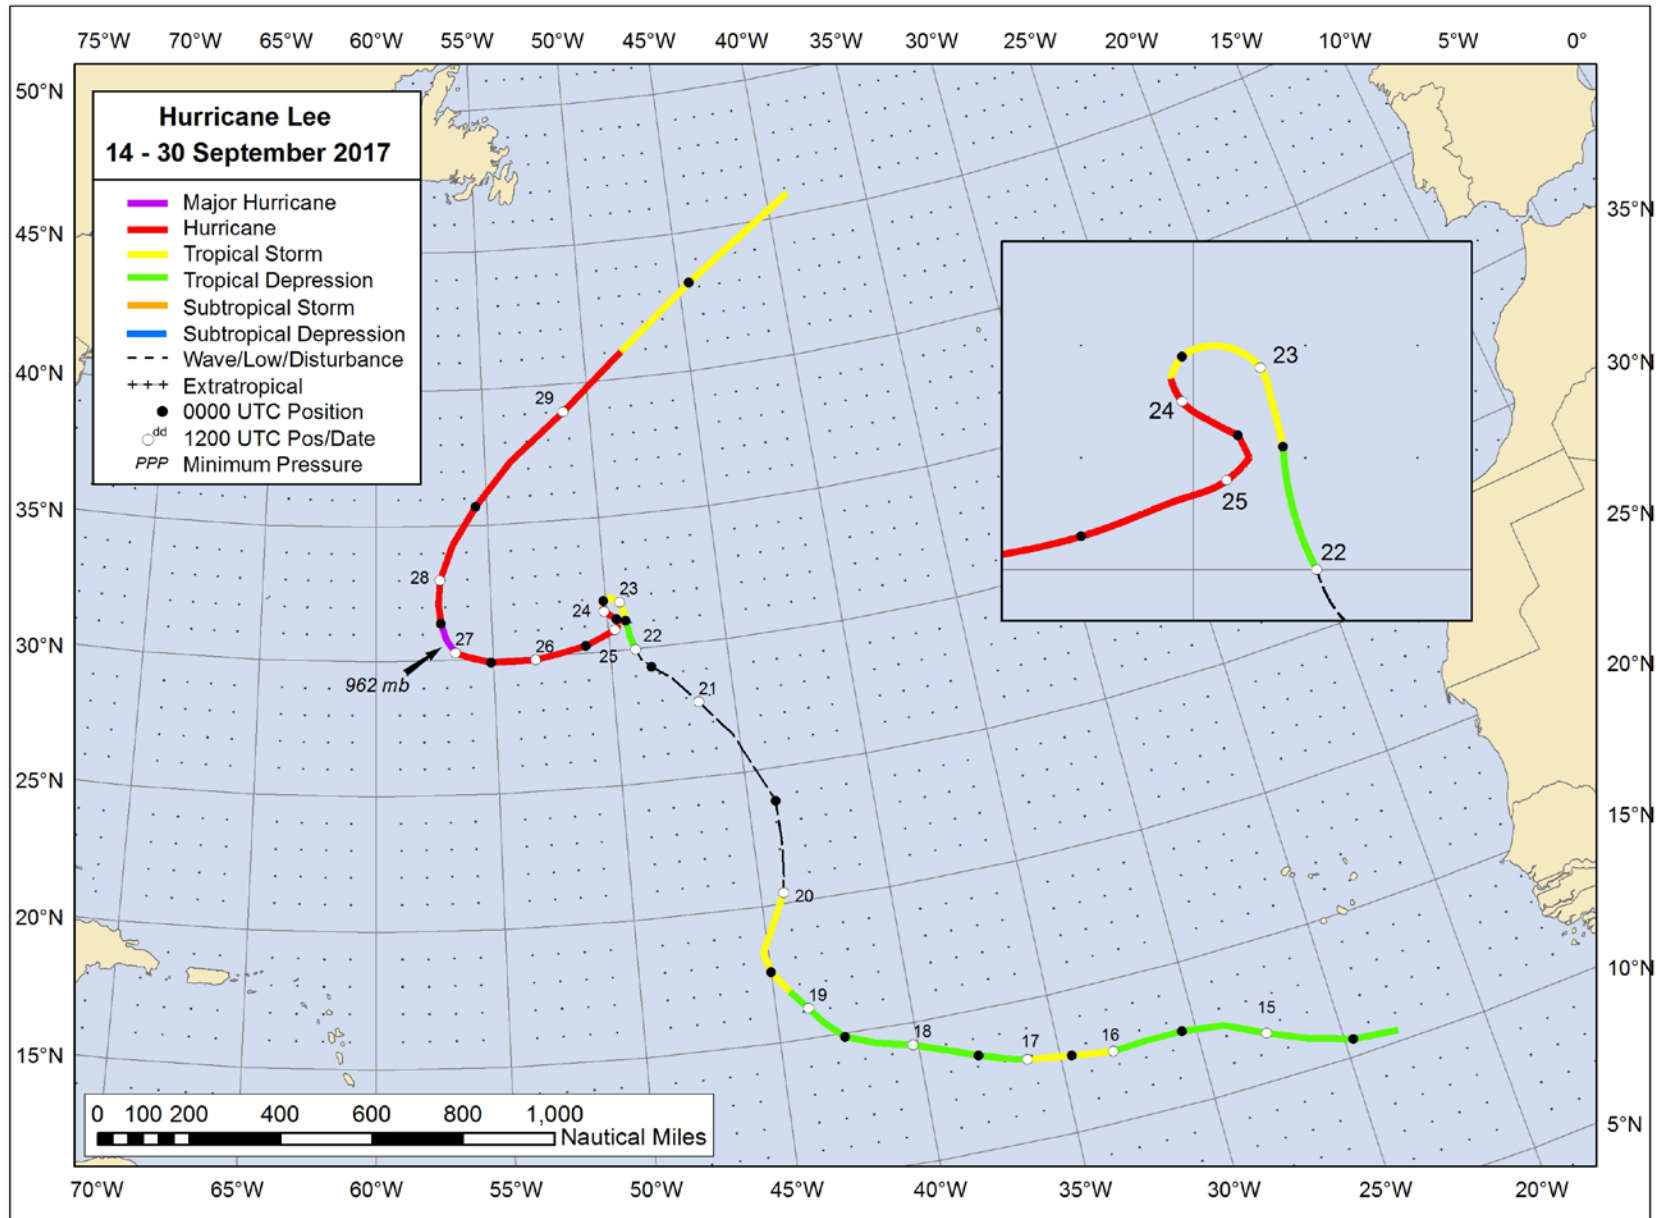 75°W 70°W 65°W 60°W 55°W 50°W 45°W 40°W 35°W 30°W 25°W 20°W 15°W 10°W 5°W 0°
50°N
45°N
40°N
35°N
30°N
25°N
20°N
15°N
Hurricane Lee
14 - 30 September 2017
Major Hurricane
Hurricane
Tropical Storm
Tropical Depression
Subtropical Storm
Subtropical Depression
Wave/Low/Disturbance
Extratropical
0000 UTC Position
dd 1200 UTC Pos/Date
PPP Minimum Pressure
29
28
27
26
25
24
23
22
21
20
19
18
17
16
15
962 mb
23
24
25
22
35°N
30°N
25°N
20°N
15°N
10°N
5°N
0 100 200 400 600 800 1,000
Nautical Miles
70°W 65°W 60°W 55°W 50°W 45°W 40°W 35°W 30°W 25°W 20°W